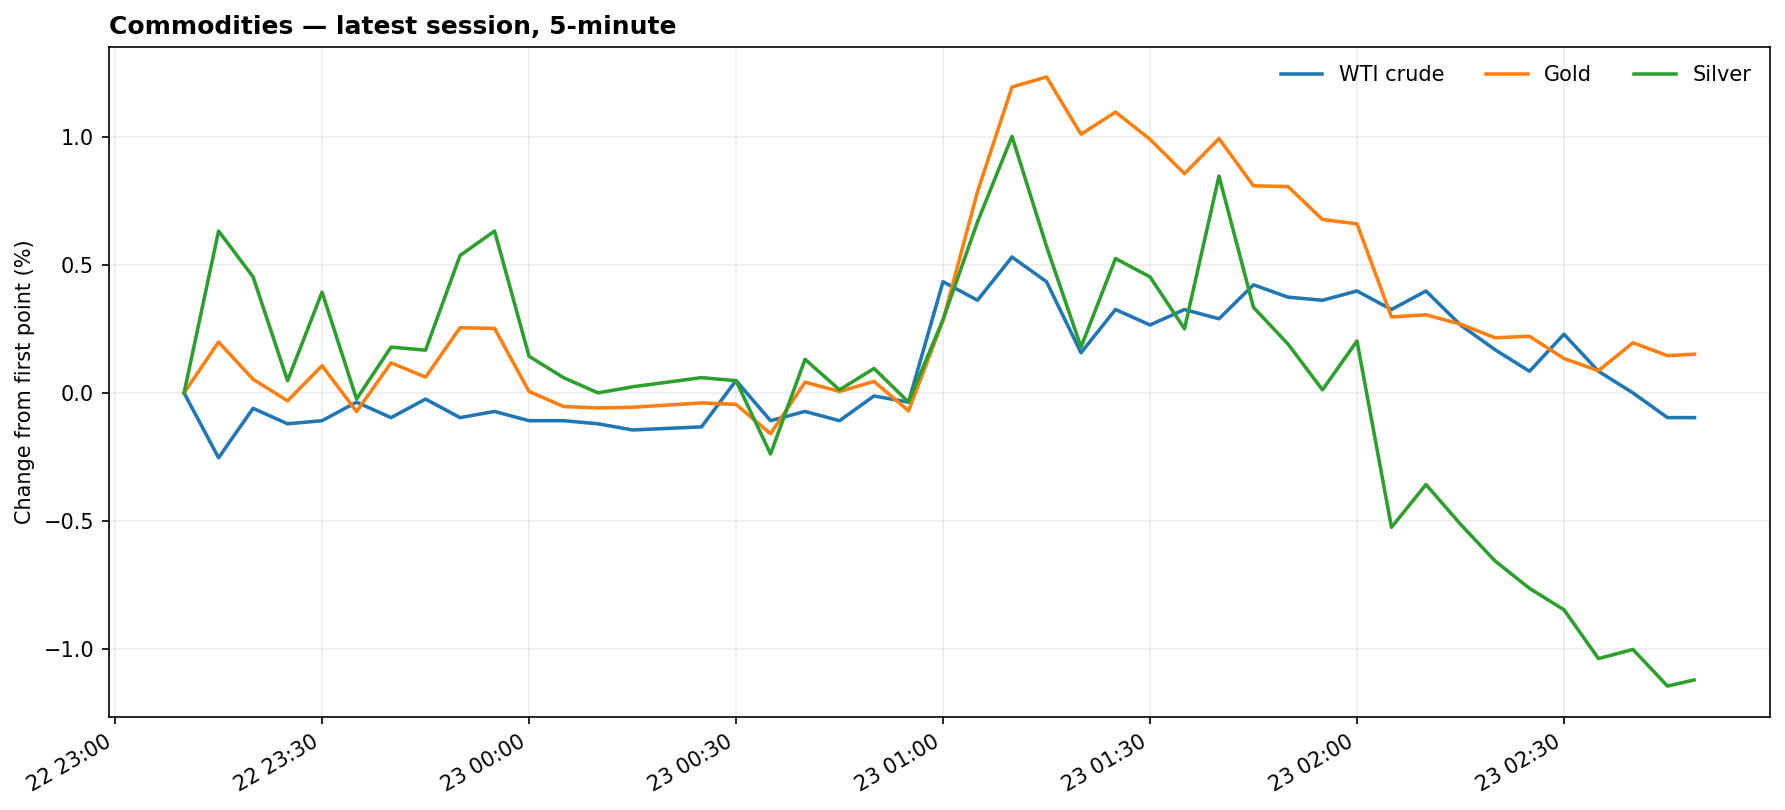 Commodities — latest session, 5-minute
WTI crude
Gold
Silver
Change from first point (%)
1.0
0.5
0.0
−0.5
−1.0
22 23:00
22 23:30
23 00:00
23 00:30
23 01:00
23 01:30
23 02:00
23 02:30